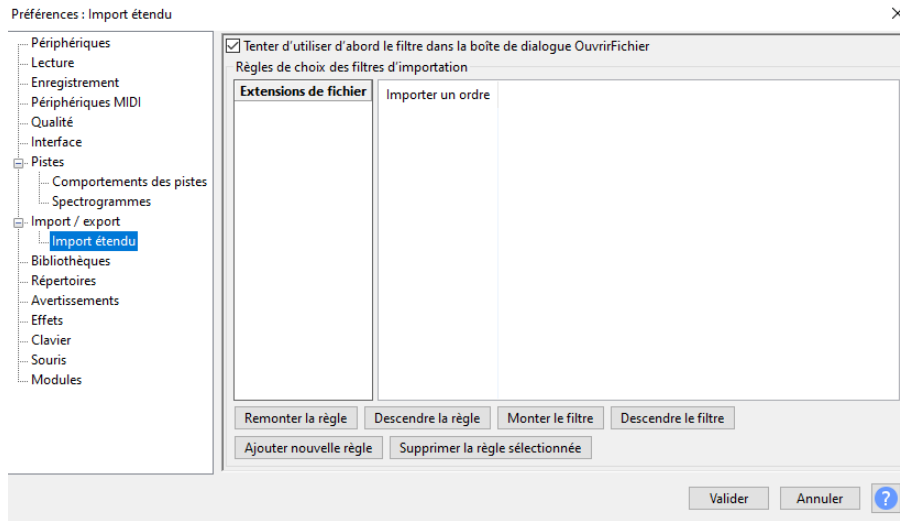 Préférences : Import étendu
Périphériques
Lecture
Enregistrement
Périphériques MIDI
Qualité
Interface
Pistes
Comportements des pistes
Spectrogrammes
Import / export
Import étendu
Bibliothèques
Répertoires
Avertissements
Effets
Clavier
Souris
Modules
Tenter d'utiliser d'abord le filtre dans la boîte de dialogue OuvrirFichier
Règles de choix des filtres d'importation
Extensions de fichier
Importer un ordre
Remonter la règle
Descendre la règle
Monter le filtre
Descendre le filtre
Ajouter nouvelle règle
Supprimer la règle sélectionnée
Valider
Annuler
?